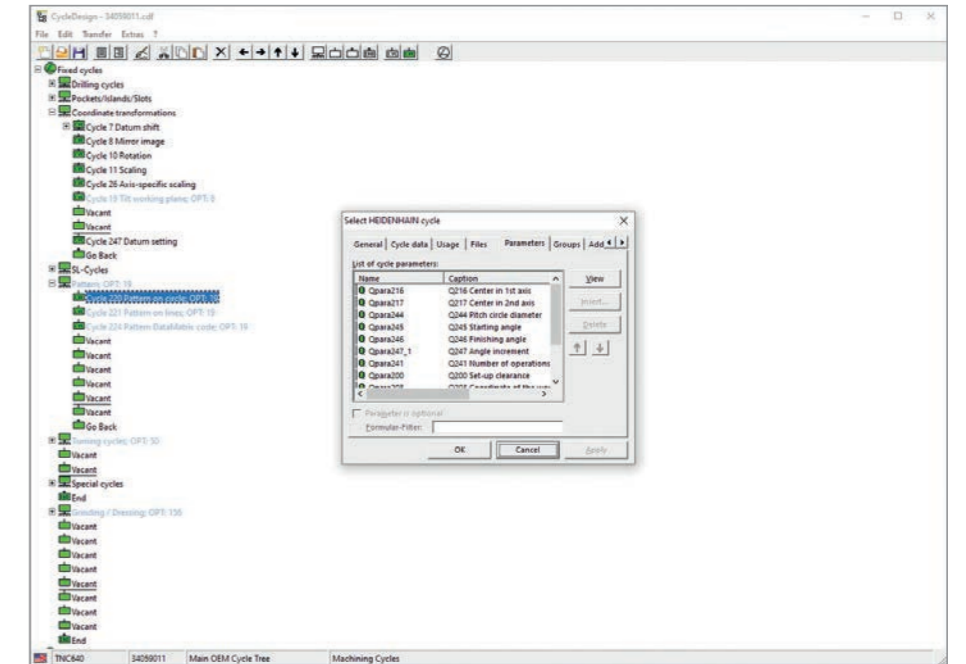 CycleDesign - 34059011.cdf
File Edit Transfer Extras ?
Fixed cycles
Drilling cycles
Pockets/Islands/Slots
Coordinate transformations
Cycle 7 Datum shift
Cycle 8 Mirror image
Cycle 10 Rotation
Cycle 11 Scaling
Cycle 26 Axis-specific scaling
Cycle 19 Tilt working plane; OPT: 8
Vacant
Vacant
Cycle 247 Datum setting
Go Back
SL-Cycles
Pattern; OPT: 19
Cycle 220 Pattern on circle; OPT: 19
Cycle 221 Pattern on lines; OPT: 19
Cycle 224 Pattern DataMatrix code; OPT: 19
Vacant
Vacant
Vacant
Vacant
Vacant
Vacant
Go Back
Turning cycles; OPT: 50
Vacant
Vacant
Special cycles
End
Grinding / Dressing; OPT: 156
Vacant
Vacant
Vacant
Vacant
Vacant
Vacant
Vacant
Vacant
End
Select HEIDENHAIN cycle
General Cycle data Usage Files Parameters Groups Add
List of cycle parameters:
Name Caption
Qpara216 Q216 Center in 1st axis
Qpara217 Q217 Center in 2nd axis
Qpara244 Q244 Pitch circle diameter
Qpara245 Q245 Starting angle
Qpara246 Q246 Finishing angle
Qpara247_1 Q247 Angle increment
Qpara241 Q241 Number of operations
Qpara200 Q200 Set-up clearance
View
Insert...
Delete
Parameter is optional
Formular-Filter:
OK Cancel Apply
TNC640 34059011 Main OEM Cycle Tree Machining Cycles